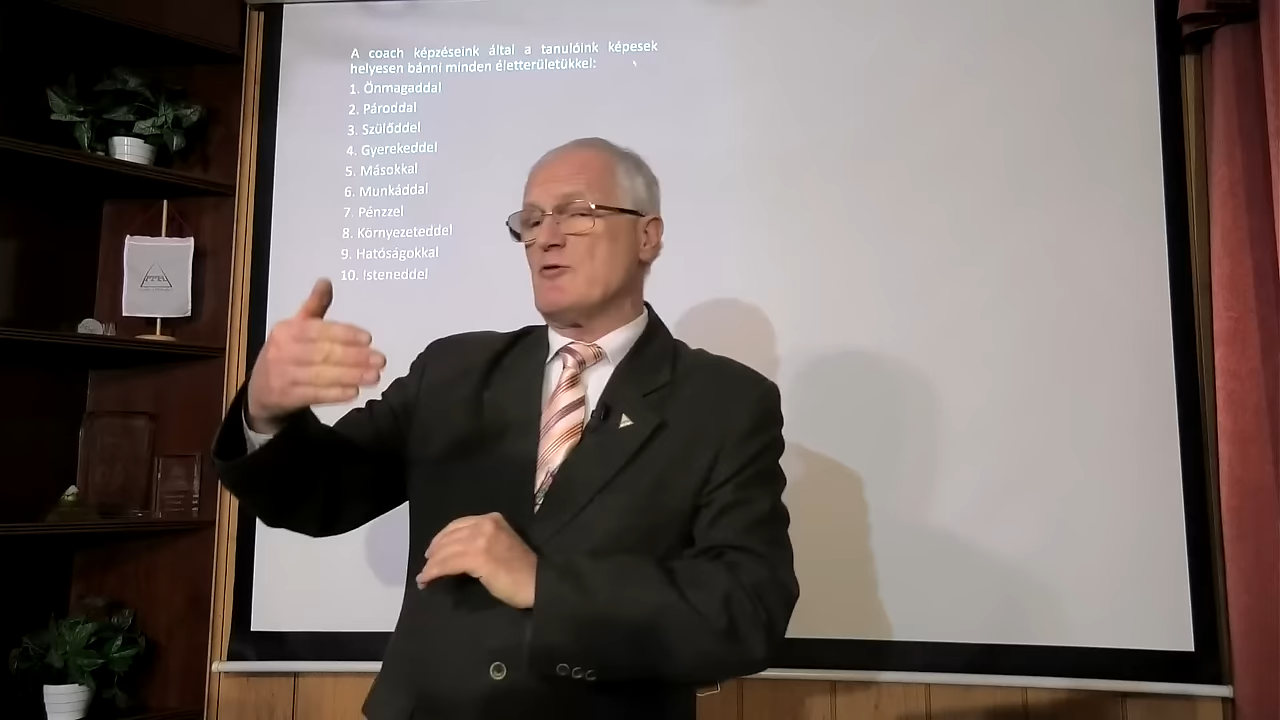 A coach képzéseink által a tanulóink képesek
helyesen bánni minden életterületükkel:
1. Önmagaddal
2. Pároddal
3. Szülőddel
4. Gyerekeddel
5. Másokkal
6. Munkáddal
7. Pénzzel
8. Környezeteddel
9. Hatóságokkal
10. Isteneddel